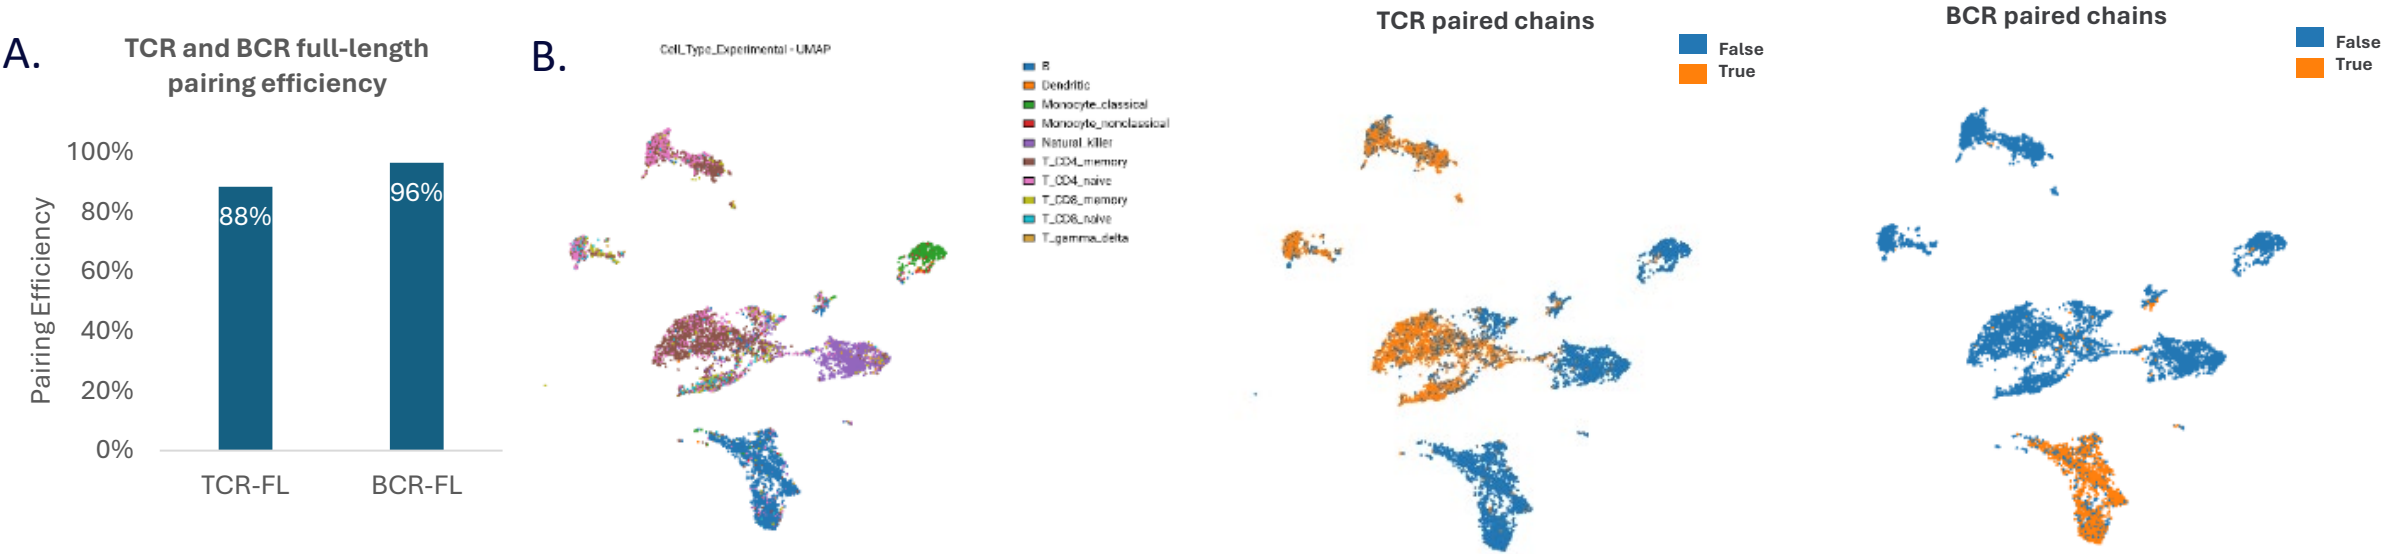 A.
TCR and BCR full-length
pairing efficiency
Pairing Efficiency
100%
80%
60%
40%
20%
0%
88%
96%
TCR-FL
BCR-FL
B.
Cell_Type_Experimental - UMAP
B
Dendritic
Monocyte_classical
Monocyte_nonclassical
Natural_killer
T_CD4_memory
T_CD4_naive
T_CD8_memory
T_CD8_naive
T_gamma_delta
TCR paired chains
False
True
BCR paired chains
False
True